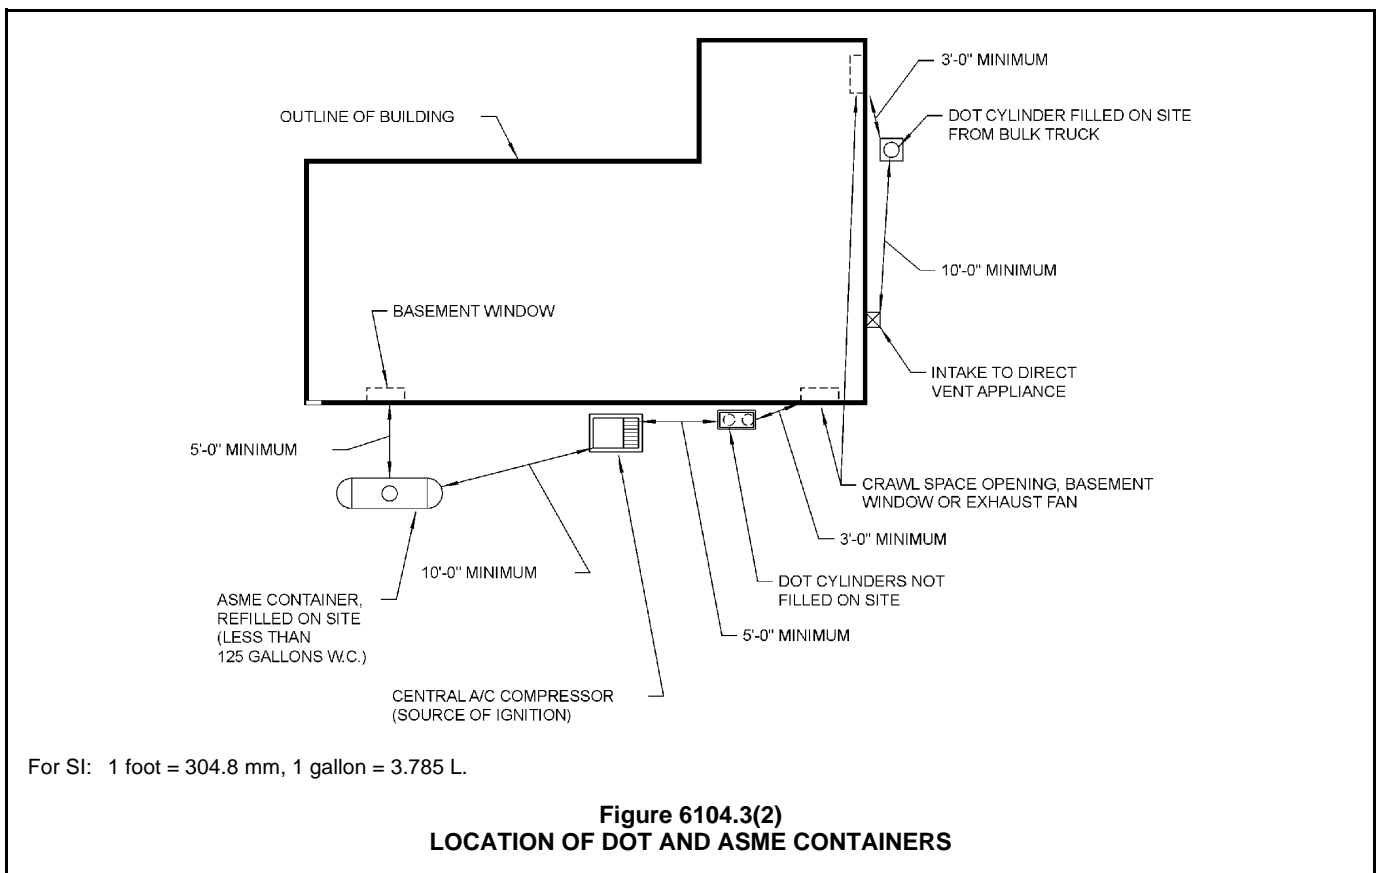 3'-0" MINIMUM
OUTLINE OF BUILDING
DOT CYLINDER FILLED ON SITE
FROM BULK TRUCK
10'-0" MINIMUM
BASEMENT WINDOW
INTAKE TO DIRECT
VENT APPLIANCE
5'-0" MINIMUM
CRAWL SPACE OPENING, BASEMENT
WINDOW OR EXHAUST FAN
3'-0" MINIMUM
10'-0" MINIMUM
DOT CYLINDERS NOT
FILLED ON SITE
ASME CONTAINER,
REFILLED ON SITE
(LESS THAN
125 GALLONS W.C.)
5'-0" MINIMUM
CENTRAL A/C COMPRESSOR
(SOURCE OF IGNITION)
For SI: 1 foot = 304.8 mm, 1 gallon = 3.785 L.
Figure 6104.3(2)
LOCATION OF DOT AND ASME CONTAINERS